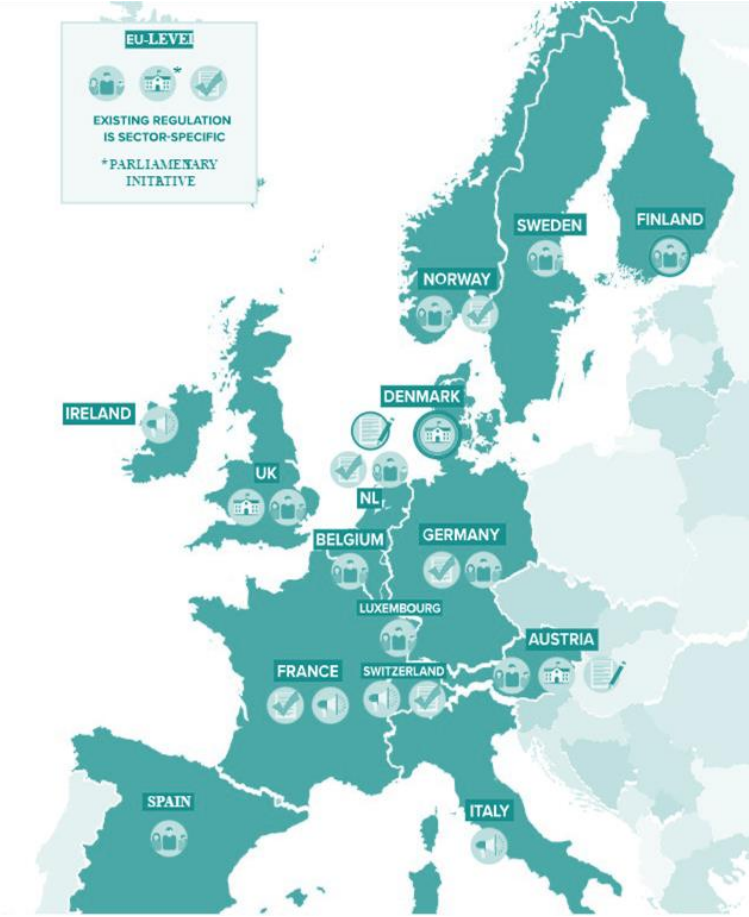 EU-LEVEL
*
EXISTING REGULATION
IS SECTOR-SPECIFIC
*PARLIAMENTARY
INITIATIVE
SWEDEN
FINLAND
NORWAY
DENMARK
IRELAND
UK
NL
BELGIUM
GERMANY
LUXEMBOURG
AUSTRIA
FRANCE
SWITZERLAND
SPAIN
ITALY